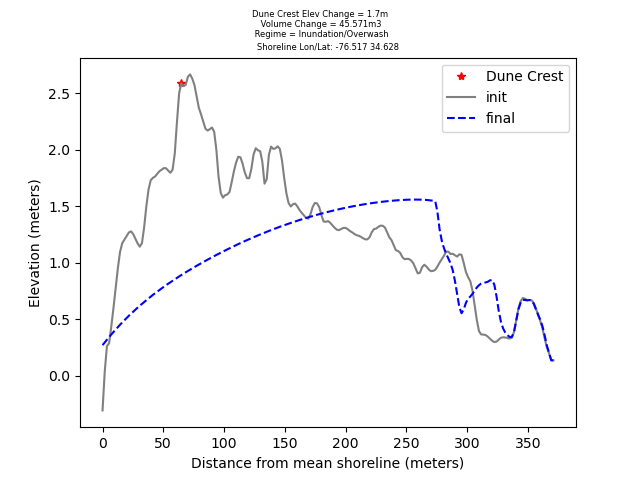 Dune Crest Elev Change = 1.7m
Volume Change = 45.571m3
Regime = Inundation/Overwash
Shoreline Lon/Lat: -76.517 34.628
Dune Crest
init
final
2.5
2.0
1.5
1.0
0.5
0.0
Elevation (meters)
0 50 100 150 200 250 300 350
Distance from mean shoreline (meters)